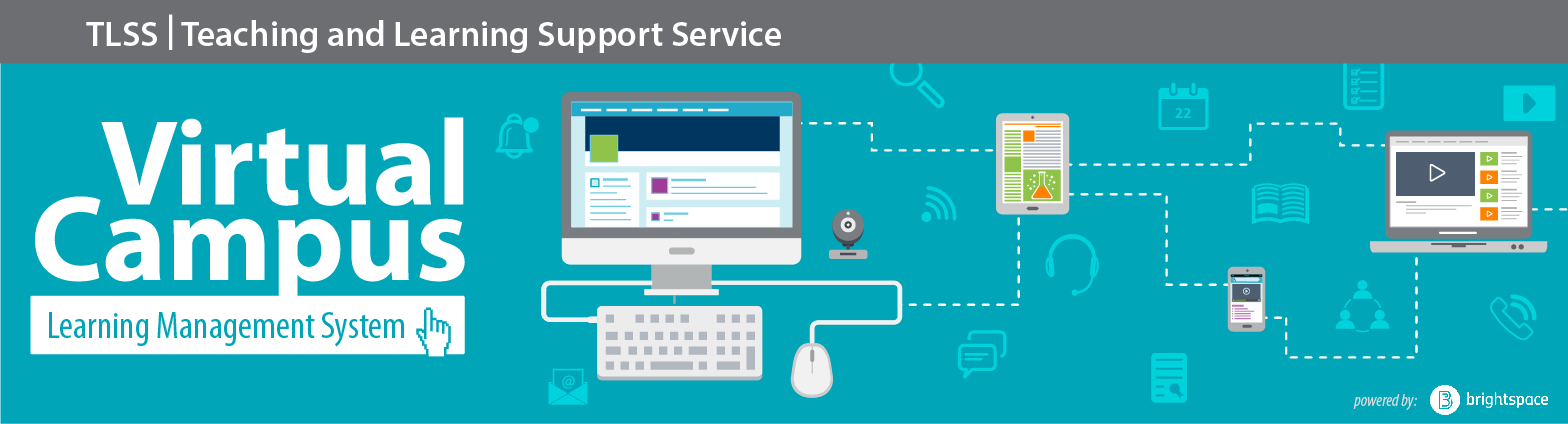 TLSS | Teaching and Learning Support Service
Virtual
Campus
Learning Management System
22
@
powered by: B brightspace